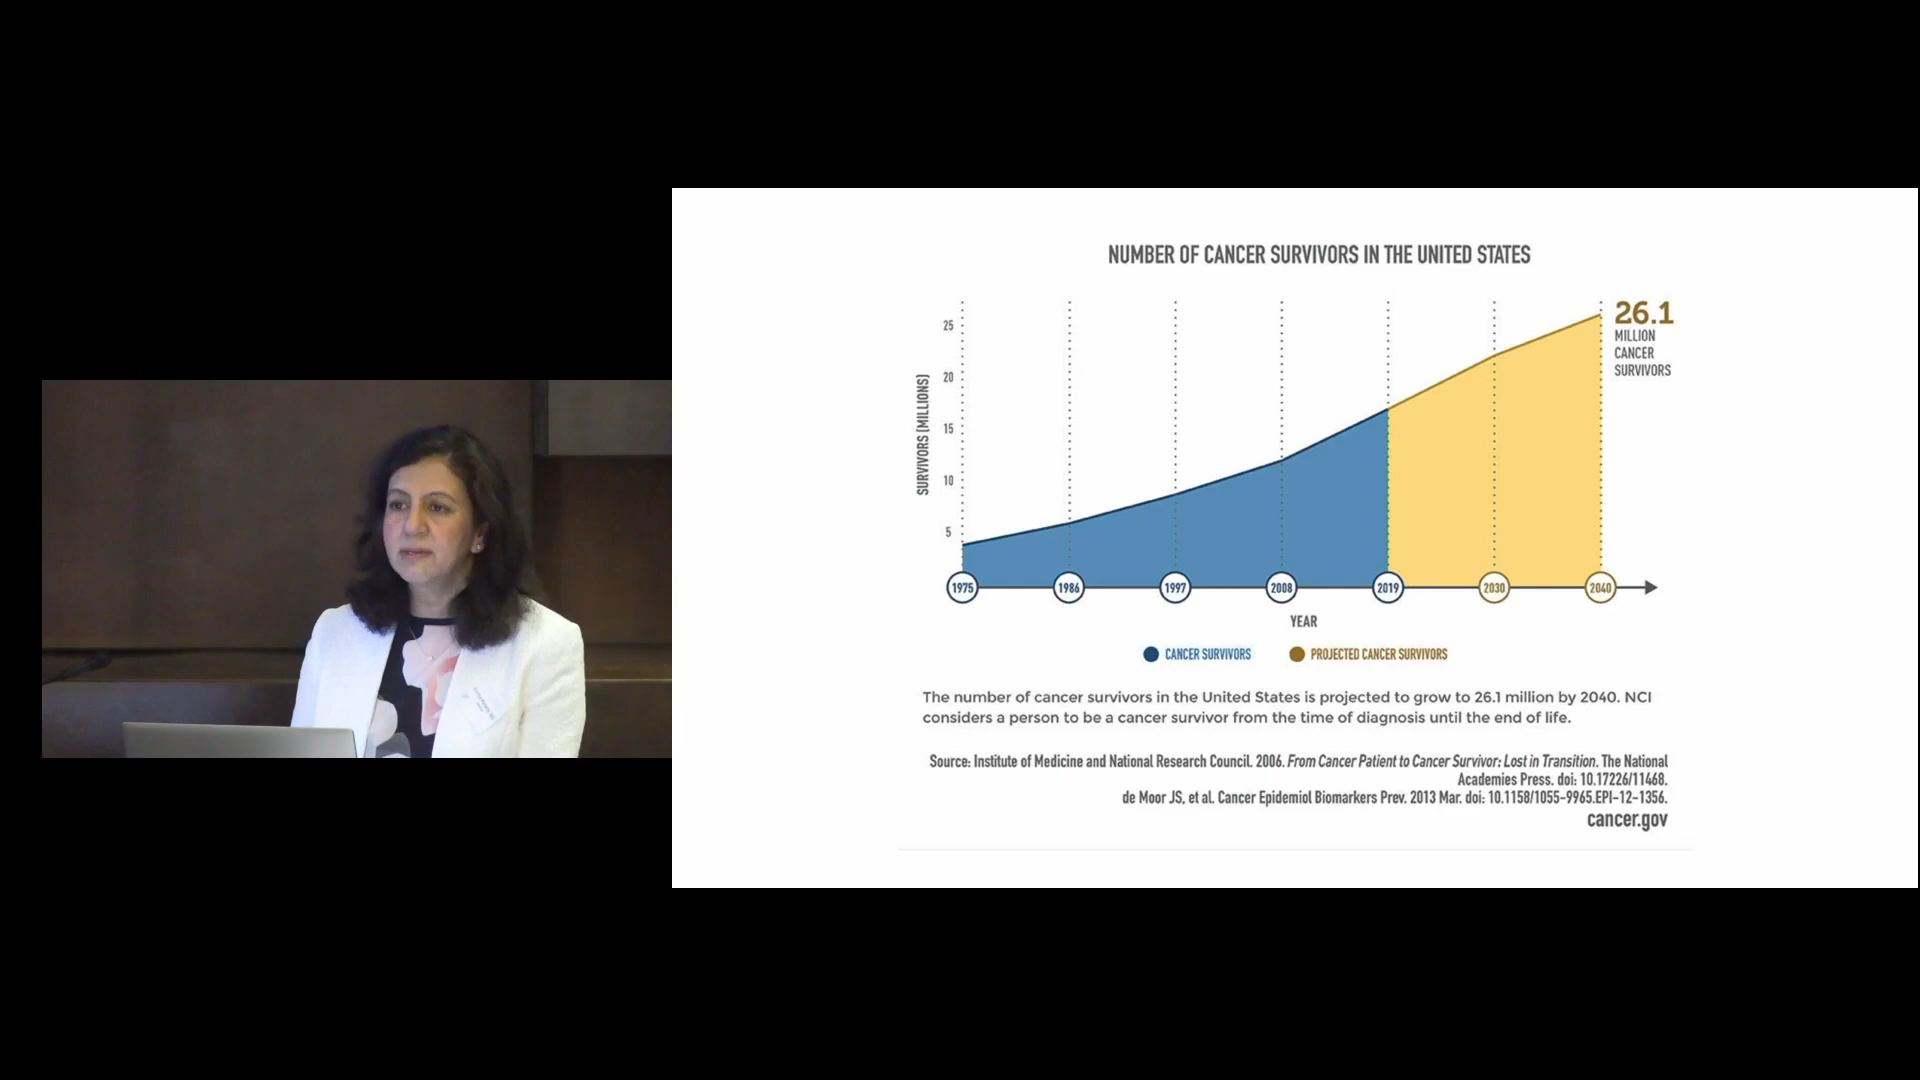 NUMBER OF CANCER SURVIVORS IN THE UNITED STATES
26.1
MILLION
CANCER
SURVIVORS
SURVIVORS (MILLIONS)
25
20
15
10
5
1975 1986 1997 2008 2019 2030 2040
YEAR
CANCER SURVIVORS PROJECTED CANCER SURVIVORS
The number of cancer survivors in the United States is projected to grow to 26.1 million by 2040. NCI
considers a person to be a cancer survivor from the time of diagnosis until the end of life.
Source: Institute of Medicine and National Research Council. 2006. From Cancer Patient to Cancer Survivor: Lost in Transition. The National
Academies Press. doi: 10.17226/11468.
de Moor JS, et al. Cancer Epidemiol Biomarkers Prev. 2013 Mar. doi: 10.1158/1055-9965.EPI-12-1356.
cancer.gov